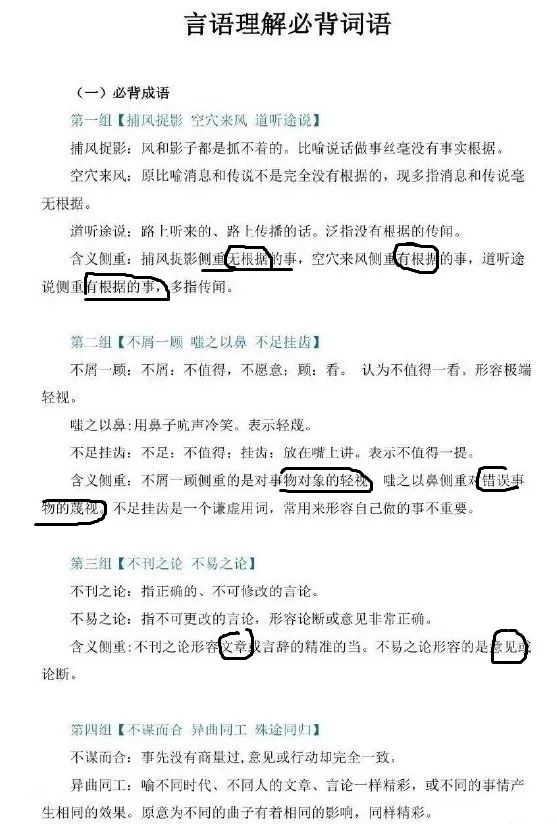 言语理解必背词语
（一）必背成语
第一组【捕风捉影 空穴来风 道听途说】
捕风捉影：风和影子都是抓不着的。比喻说话做事丝毫没有事实根据。
空穴来风：原比喻消息和传说不是完全没有根据的，现多指消息和传说毫
无根据。
道听途说：路上听来的、路上传播的话。泛指没有根据的传闻。
含义侧重：捕风捉影侧重无根据的事，空穴来风侧重有根据的事，道听途
说侧重有根据的事，多指传闻。
第二组【不屑一顾 嗤之以鼻 不足挂齿】
不屑一顾：不屑：不值得，不愿意；顾：看。 认为不值得一看。形容极端
轻视。
嗤之以鼻:用鼻子吭声冷笑。表示轻蔑。
不足挂齿：不足：不值得；挂齿：放在嘴上讲。表示不值得一提。
含义侧重：不屑一顾侧重的是对事物对象的轻视 嗤之以鼻侧重对错误事
物的蔑视。不足挂齿是一个谦虚用词，常用来形容自己做的事不重要。
第三组【不刊之论 不易之论】
不刊之论：指正确的、不可修改的言论。
不易之论：指不可更改的言论，形容论断或意见非常正确。
含义侧重:不刊之论形容文章或言辞的精准的当。不易之论形容的是意见或
论断。
第四组【不谋而合 异曲同工 殊途同归】
不谋而合：事先没有商量过,意见或行动却完全一致。
异曲同工：喻不同时代、不同人的文章、言论一样精彩，或不同的事情产
生相同的效果。原意为不同的曲子有着相同的影响，同样精彩。